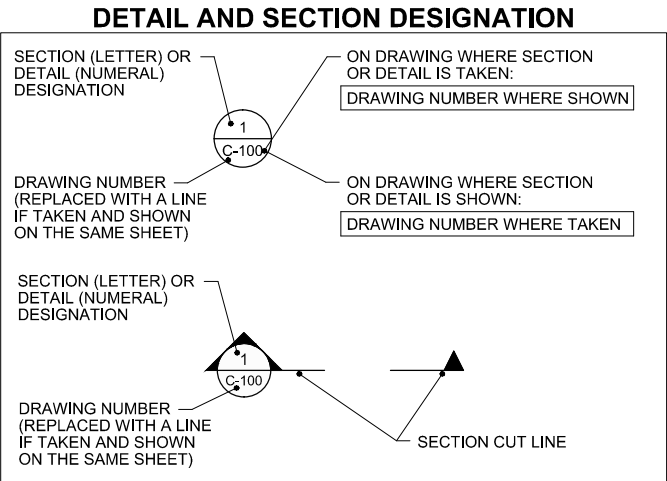 DETAIL AND SECTION DESIGNATION
SECTION (LETTER) OR
DETAIL (NUMERAL)
DESIGNATION
ON DRAWING WHERE SECTION
OR DETAIL IS TAKEN:
DRAWING NUMBER WHERE SHOWN
1
C-100
DRAWING NUMBER
(REPLACED WITH A LINE
IF TAKEN AND SHOWN
ON THE SAME SHEET)
ON DRAWING WHERE SECTION
OR DETAIL IS SHOWN:
DRAWING NUMBER WHERE TAKEN
SECTION (LETTER) OR
DETAIL (NUMERAL)
DESIGNATION
1
C-100
DRAWING NUMBER
(REPLACED WITH A LINE
IF TAKEN AND SHOWN
ON THE SAME SHEET)
SECTION CUT LINE